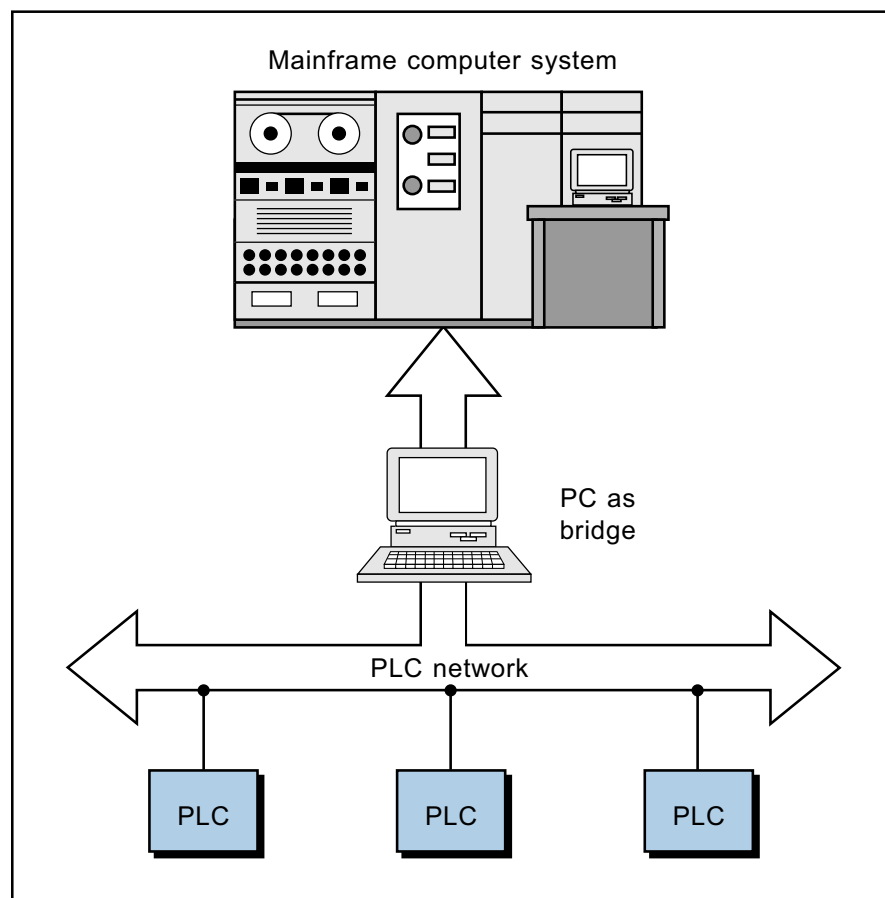 Mainframe computer system
PC as
bridge
PLC network
PLC
PLC
PLC